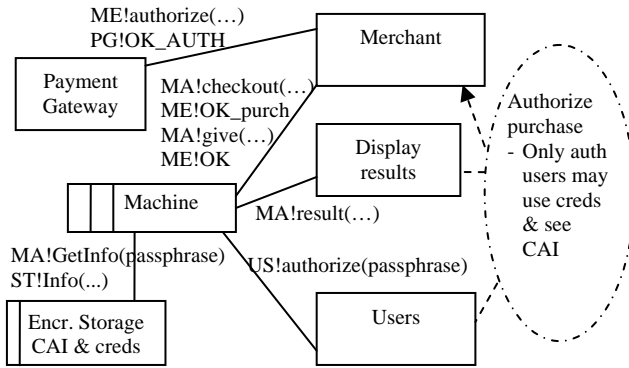 ME!authorize(…)
PG!OK_AUTH
Merchant
Payment
Gateway
MA!checkout(…)
ME!OK_purch
MA!give(…)
ME!OK
Authorize
purchase
- Only auth
users may
use creds
& see
CAI
Display
results
Machine
MA!result(…)
MA!GetInfo(passphrase)
ST!Info(...)
US!authorize(passphrase)
Encr. Storage
CAI & creds
Users